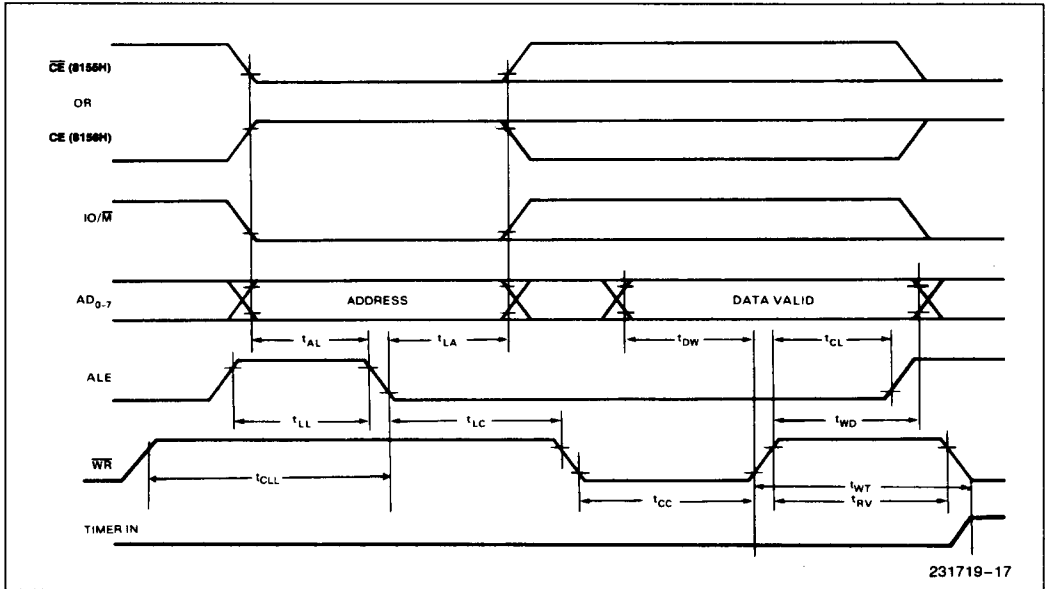 CE (8155H)
OR
CE (8156H)
IO/M
AD0-7
ADDRESS
DATA VALID
tAL
tLA
tDW
tCL
ALE
tLL
tLC
tWD
WR
tCLL
tCC
tWT
tRV
TIMER IN
231719-17